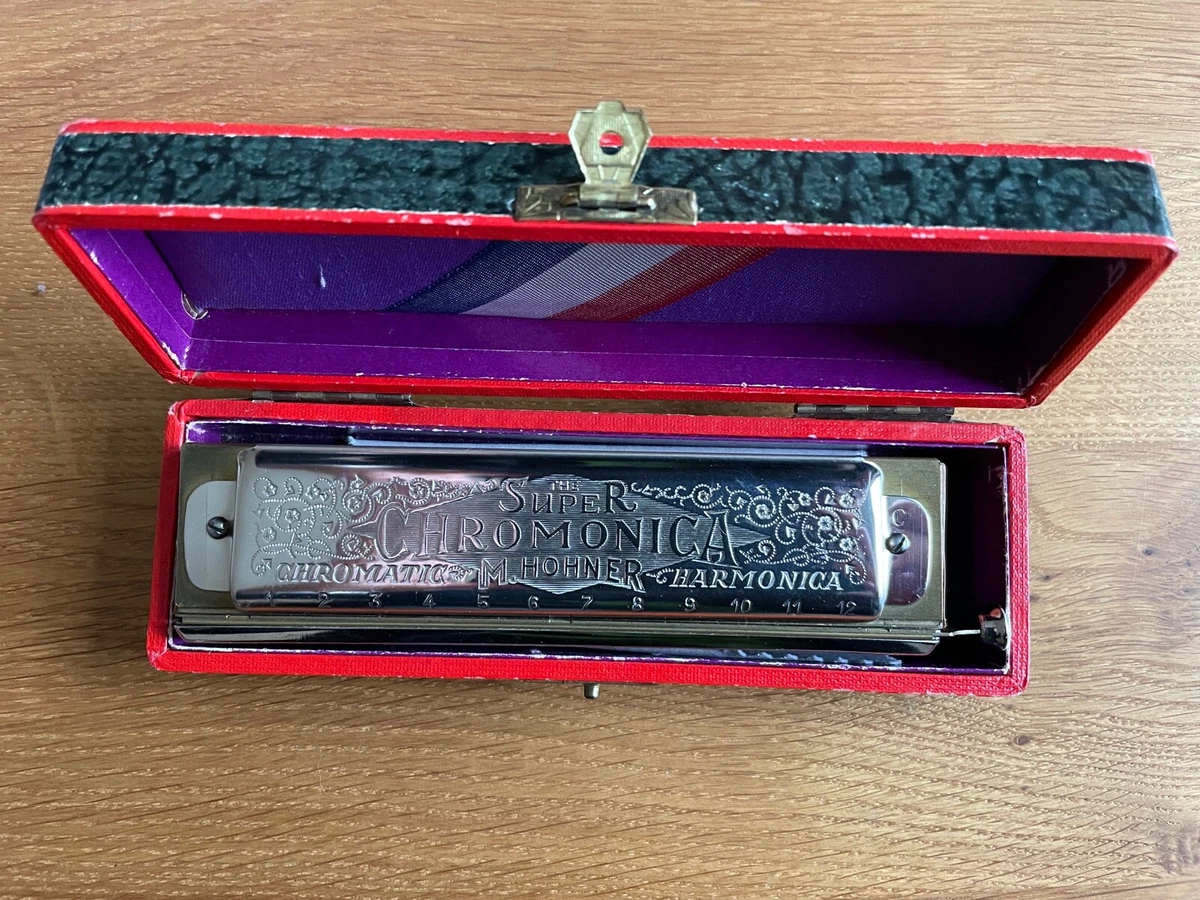 THE
SUPER
CHROMONICA
CHROMATIC M. HOHNER HARMONICA
1 2 3 4 5 6 7 8 9 10 11 12
C